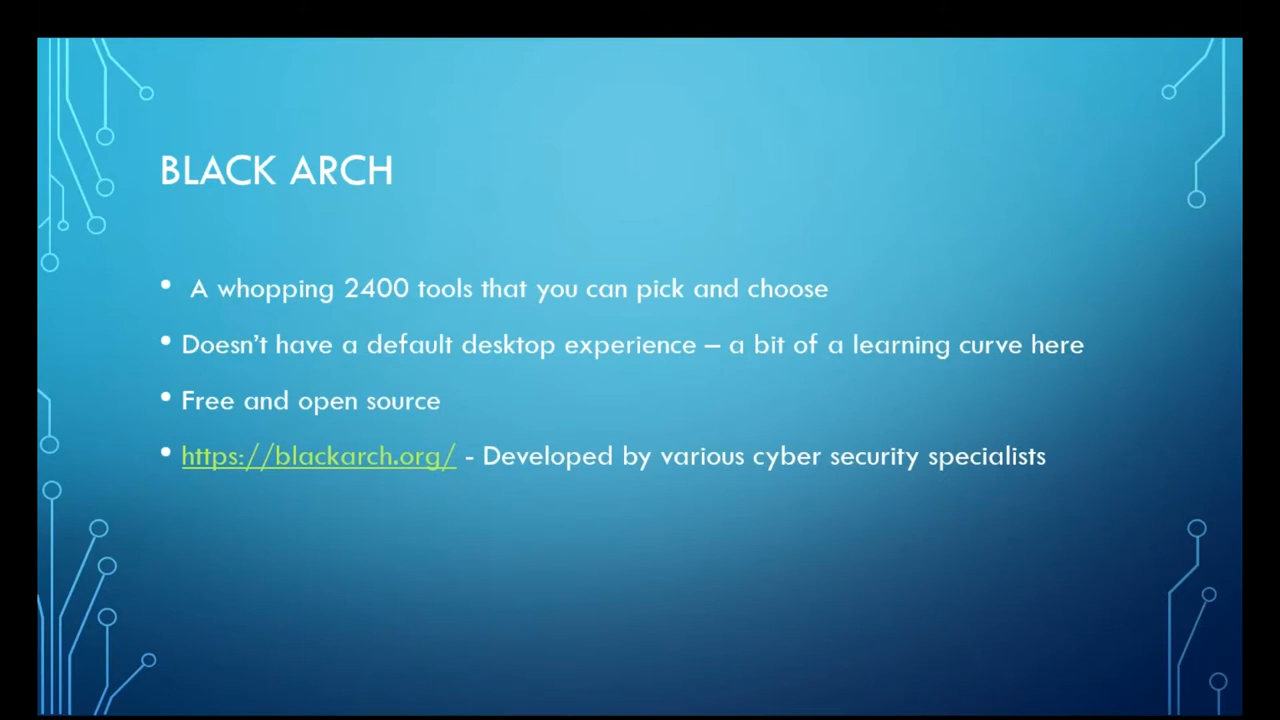 BLACK ARCH
• A whopping 2400 tools that you can pick and choose
• Doesn’t have a default desktop experience – a bit of a learning curve here
• Free and open source
• https://blackarch.org/ - Developed by various cyber security specialists